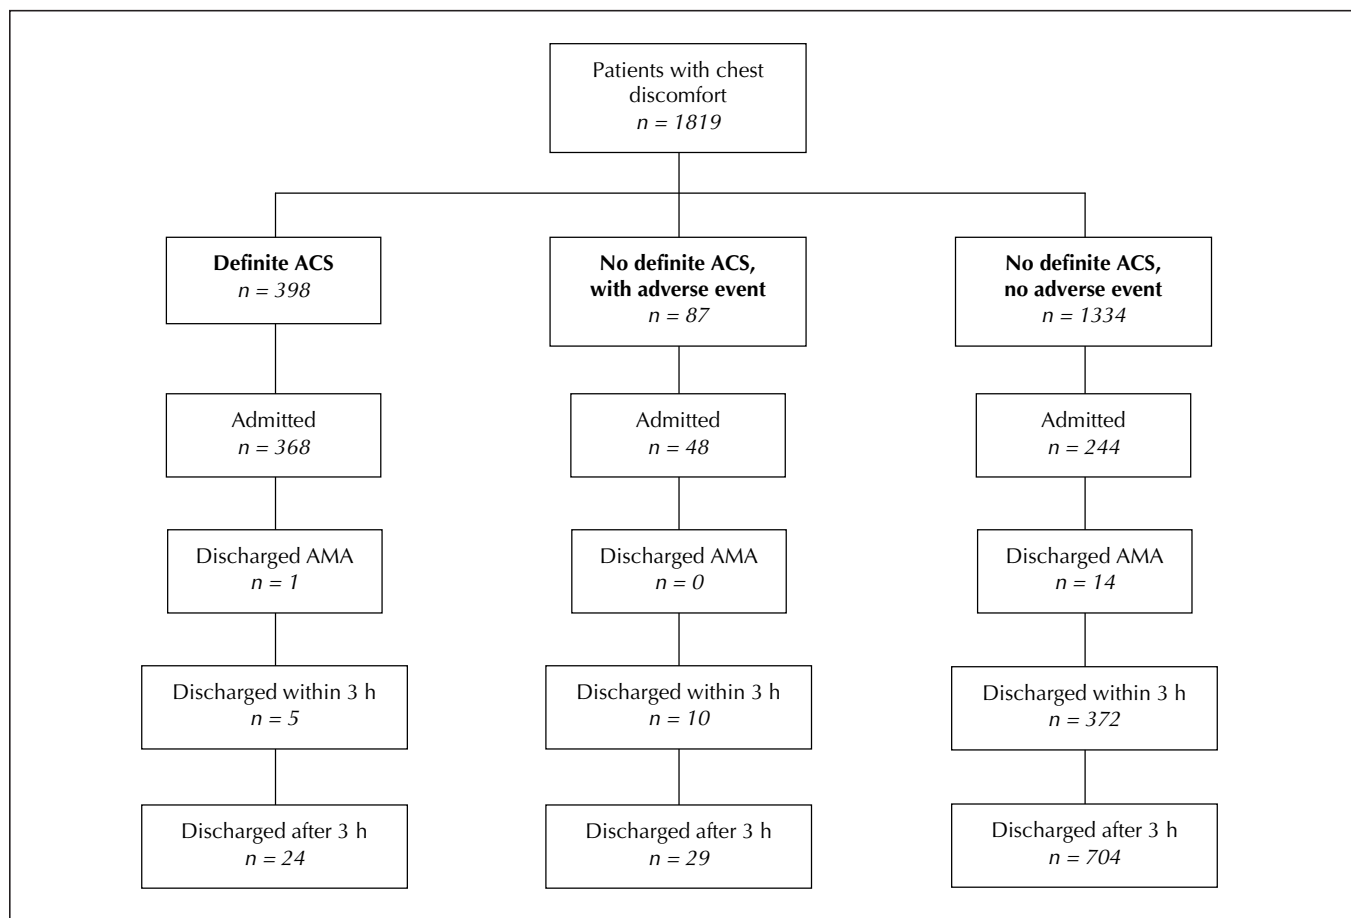 Patients with chest
discomfort
n = 1819
Definite ACS
n = 398
No definite ACS,
with adverse event
n = 87
No definite ACS,
no adverse event
n = 1334
Admitted
n = 368
Admitted
n = 48
Admitted
n = 244
Discharged AMA
n = 1
Discharged AMA
n = 0
Discharged AMA
n = 14
Discharged within 3 h
n = 5
Discharged within 3 h
n = 10
Discharged within 3 h
n = 372
Discharged after 3 h
n = 24
Discharged after 3 h
n = 29
Discharged after 3 h
n = 704